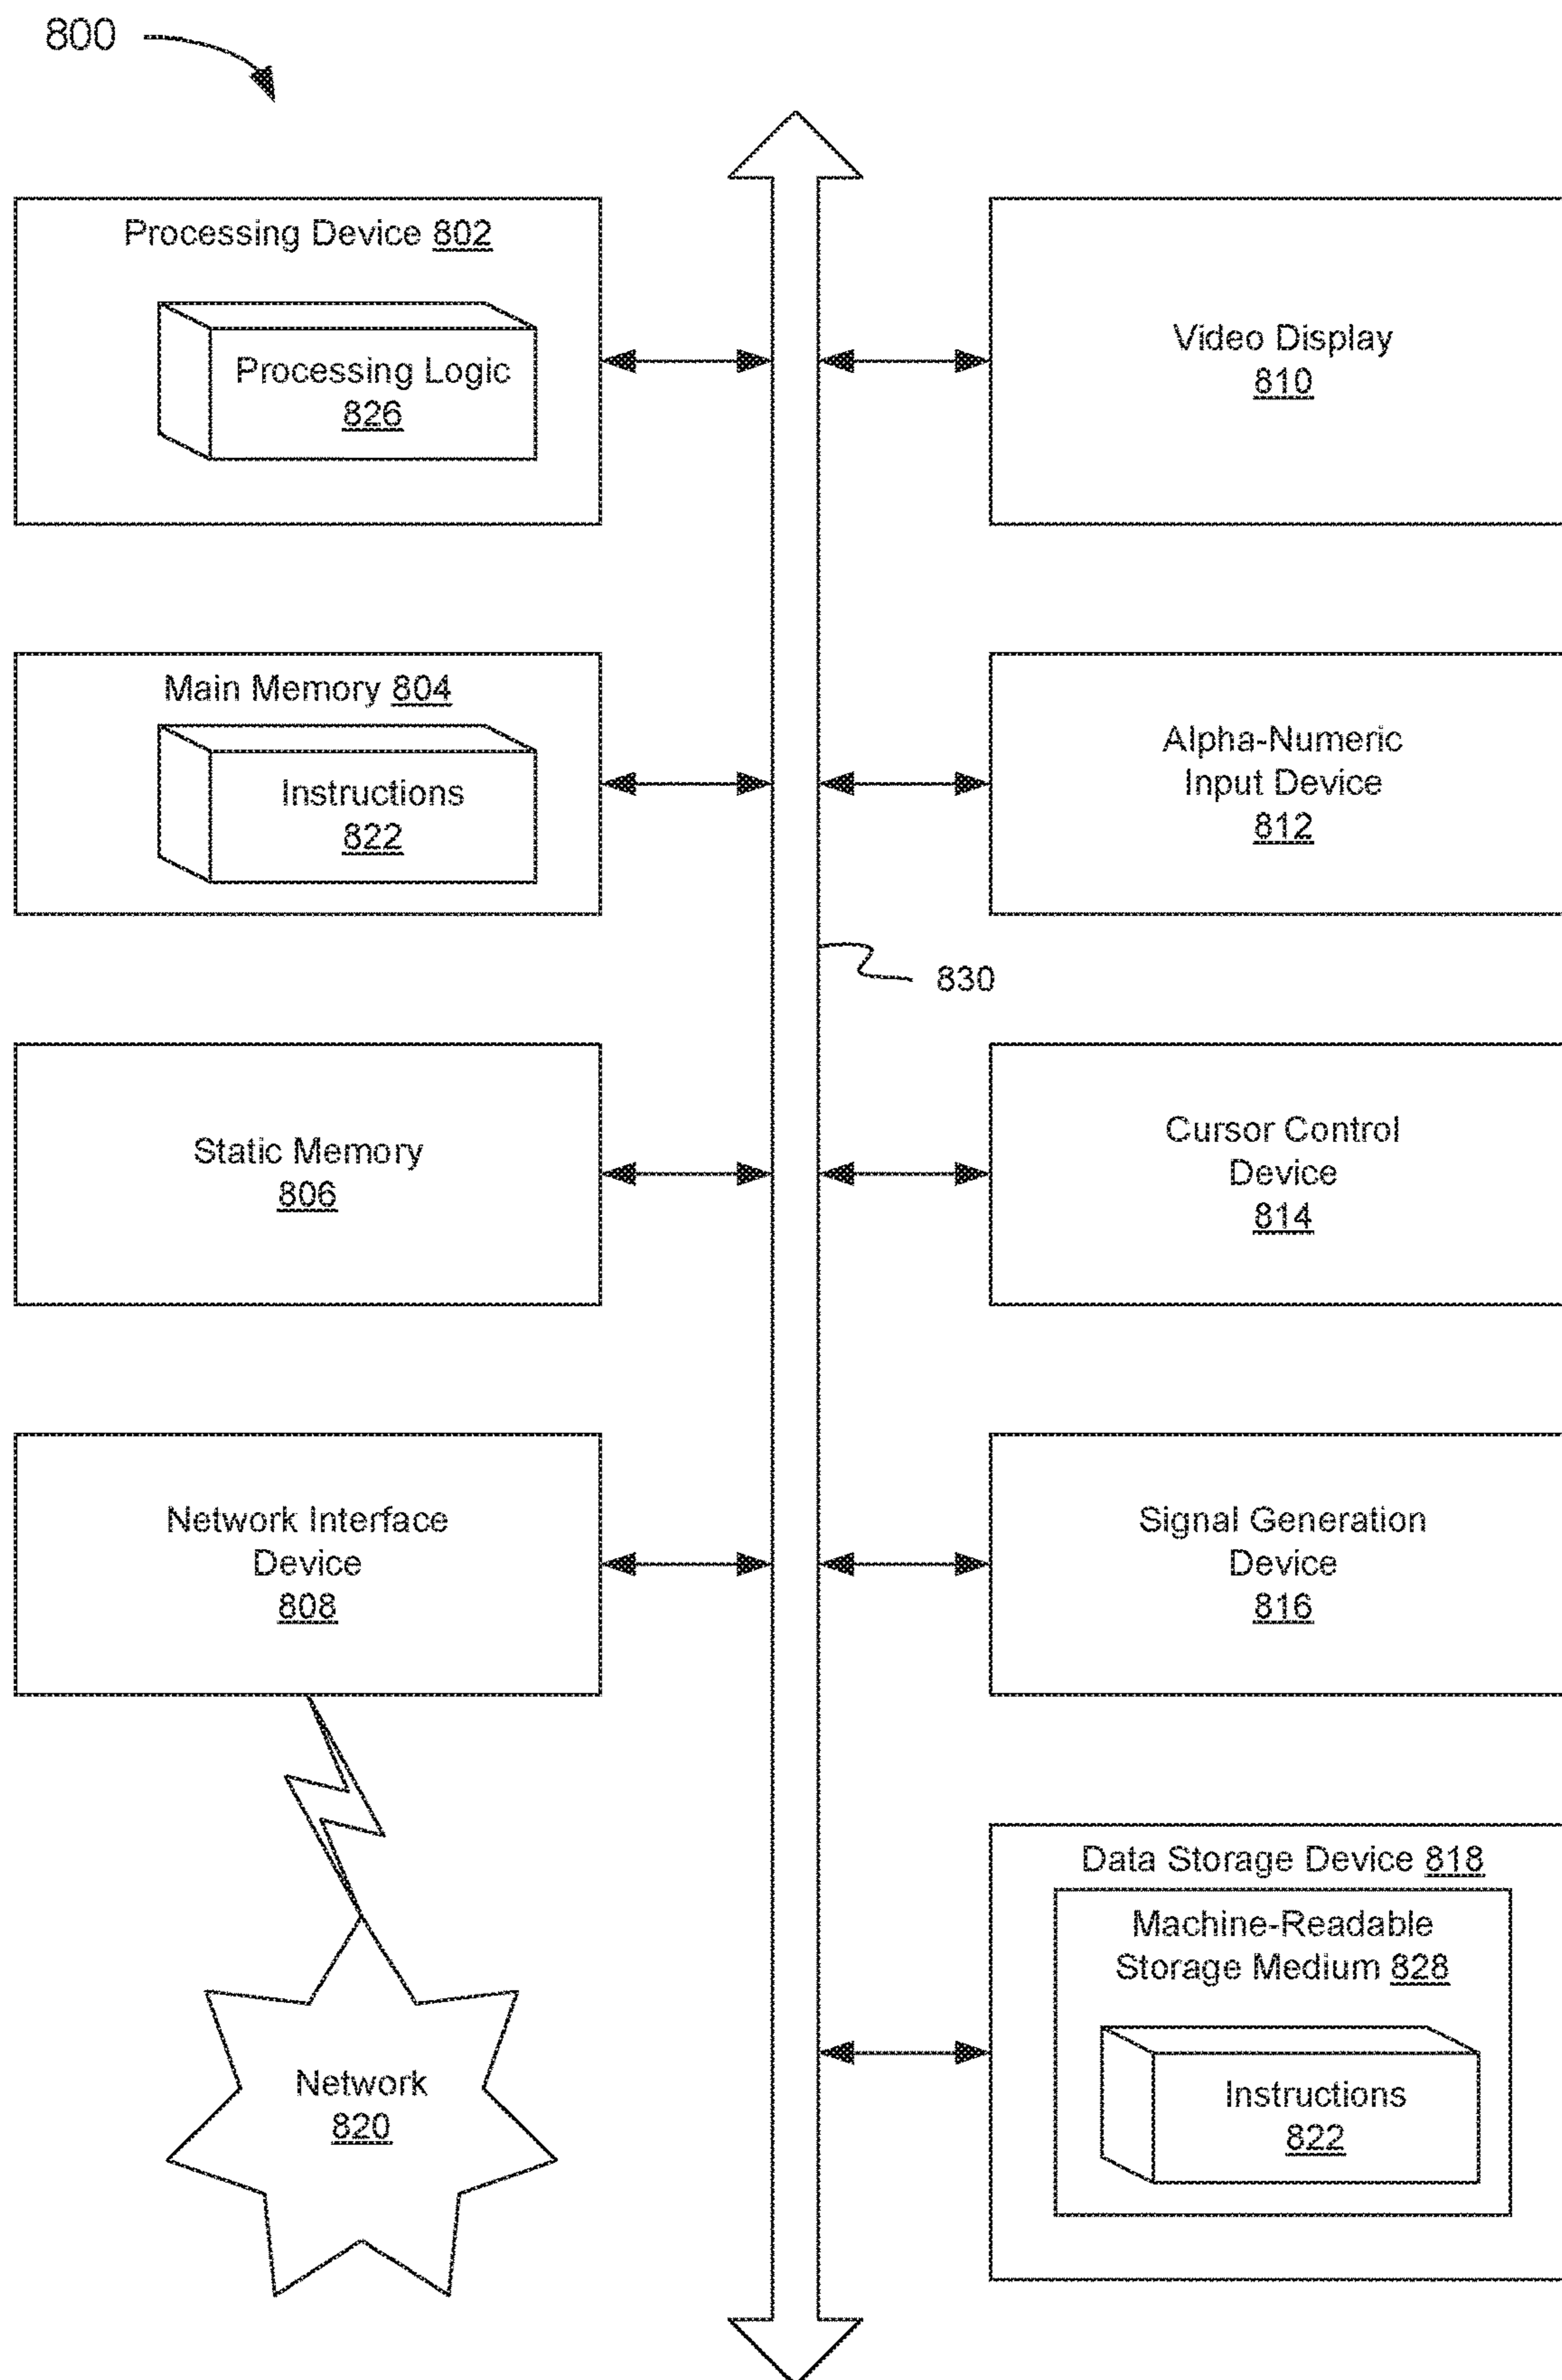 800
Processing Device 802
Processing Logic
826
Video Display
810
Main Memory 804
Instructions
822
Alpha-Numeric
Input Device
812
830
Static Memory
806
Cursor Control
Device
814
Network Interface
Device
808
Signal Generation
Device
816
Data Storage Device 818
Machine-Readable
Storage Medium 828
Instructions
822
Network
820